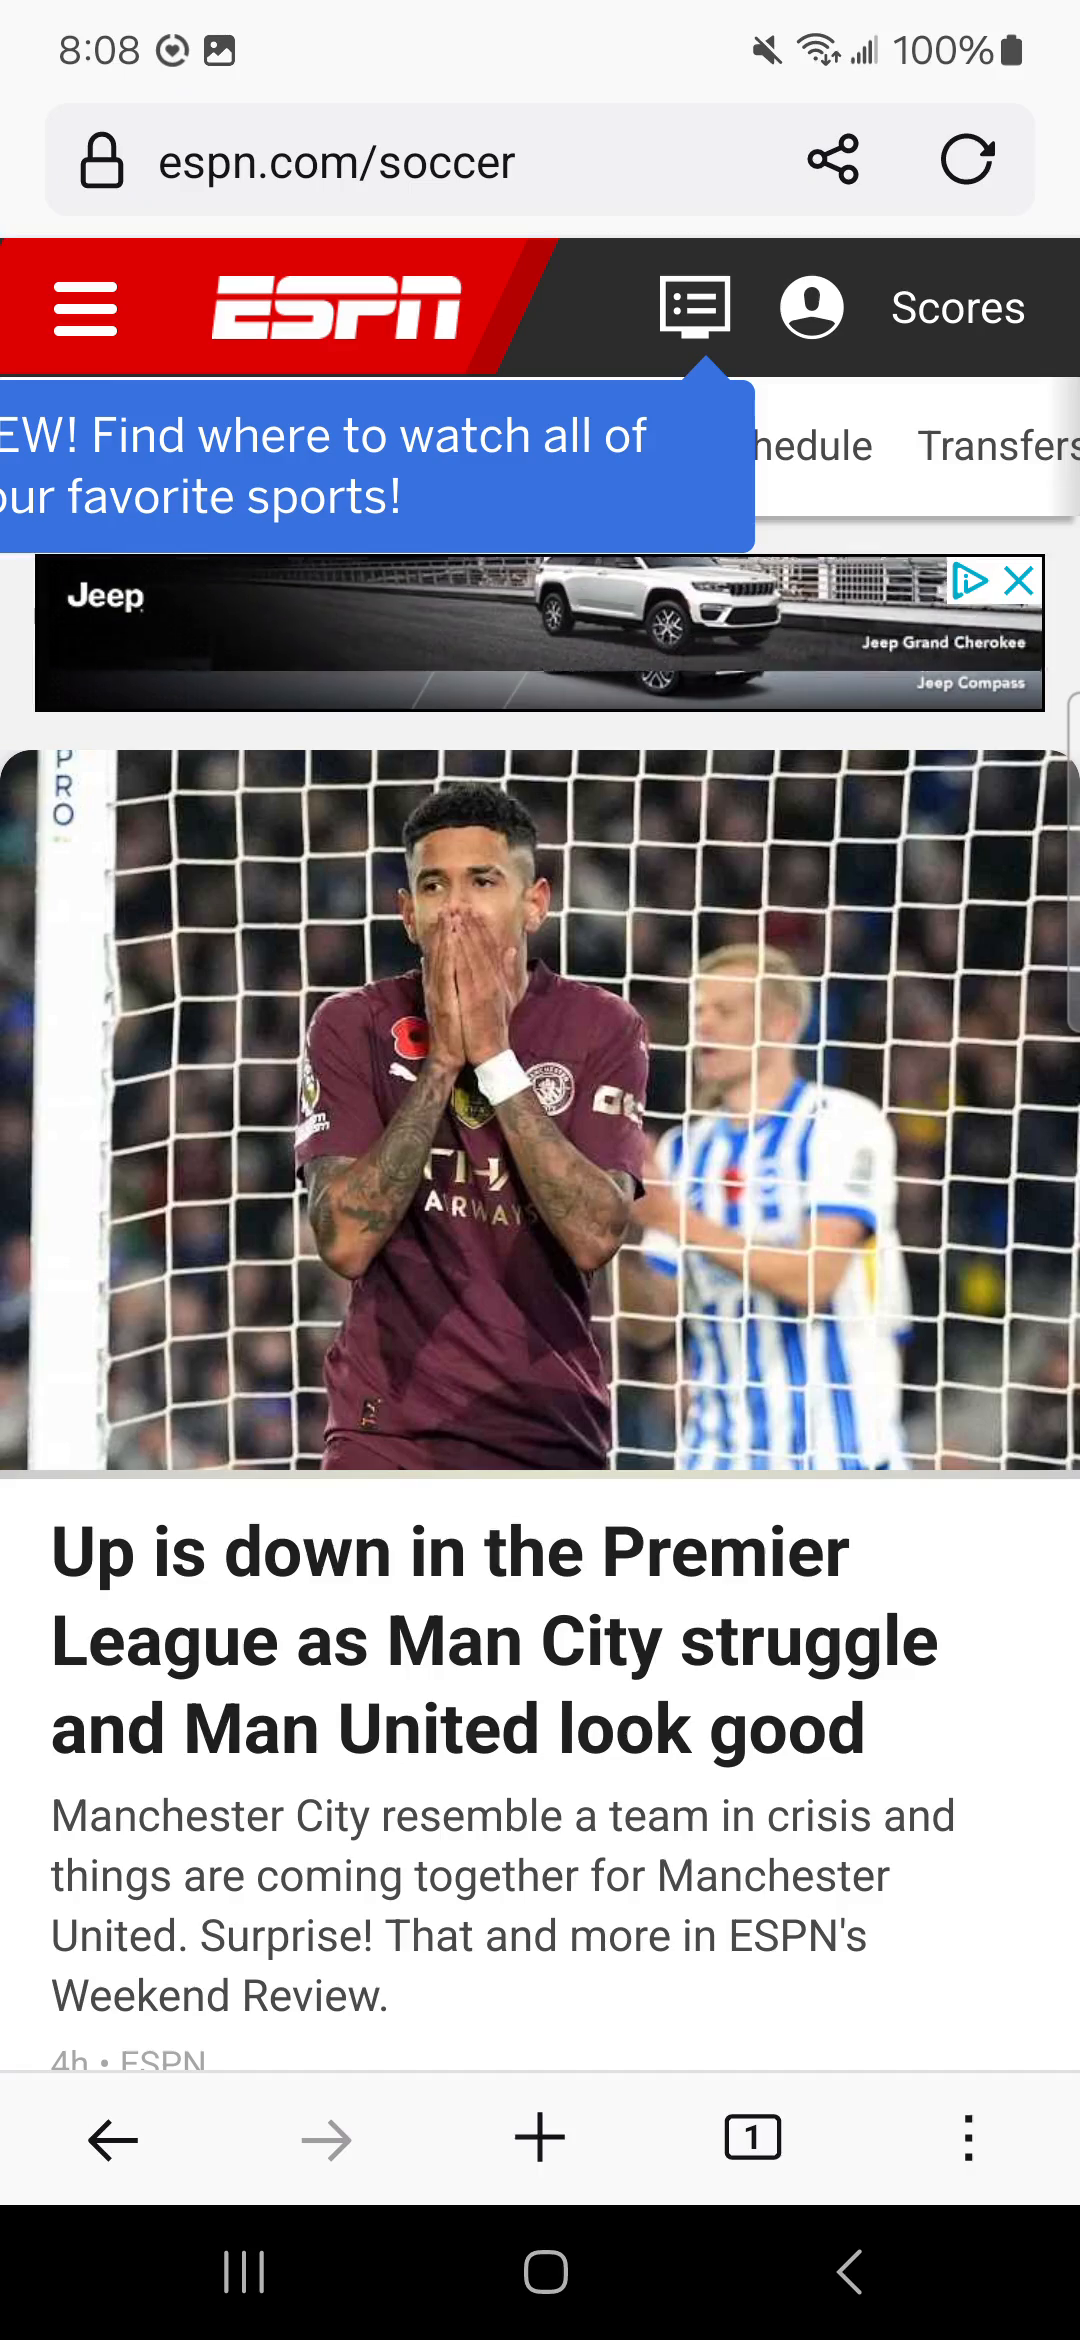 8:08
100%
espn.com/soccer
ESPN
Scores
EW! Find where to watch all of
our favorite sports!
hedule
Transfers
Jeep
Jeep Grand Cherokee
Jeep Compass
PRO
AIRWAYS
Up is down in the Premier
League as Man City struggle
and Man United look good
Manchester City resemble a team in crisis and
things are coming together for Manchester
United. Surprise! That and more in ESPN's
Weekend Review.
4h • ESPN
1